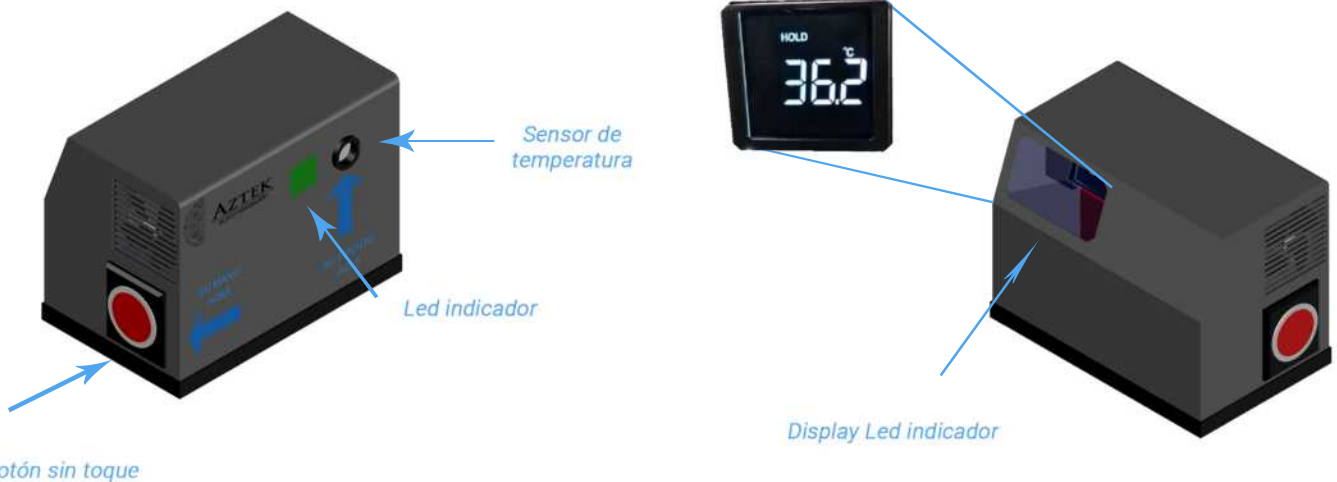 HOLD
°C
36.2
Sensor de
temperatura
AZTEK
Led indicador
Display Led indicador
otón sin toque